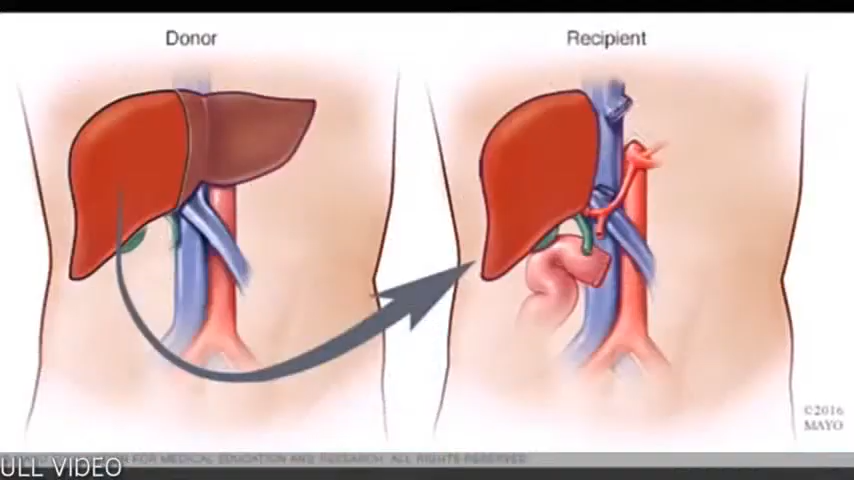 Donor
Recipient
©2016
MAYO
FOR MEDICAL EDUCATION AND RESEARCH. ALL RIGHTS RESERVED.
ULL VIDEO